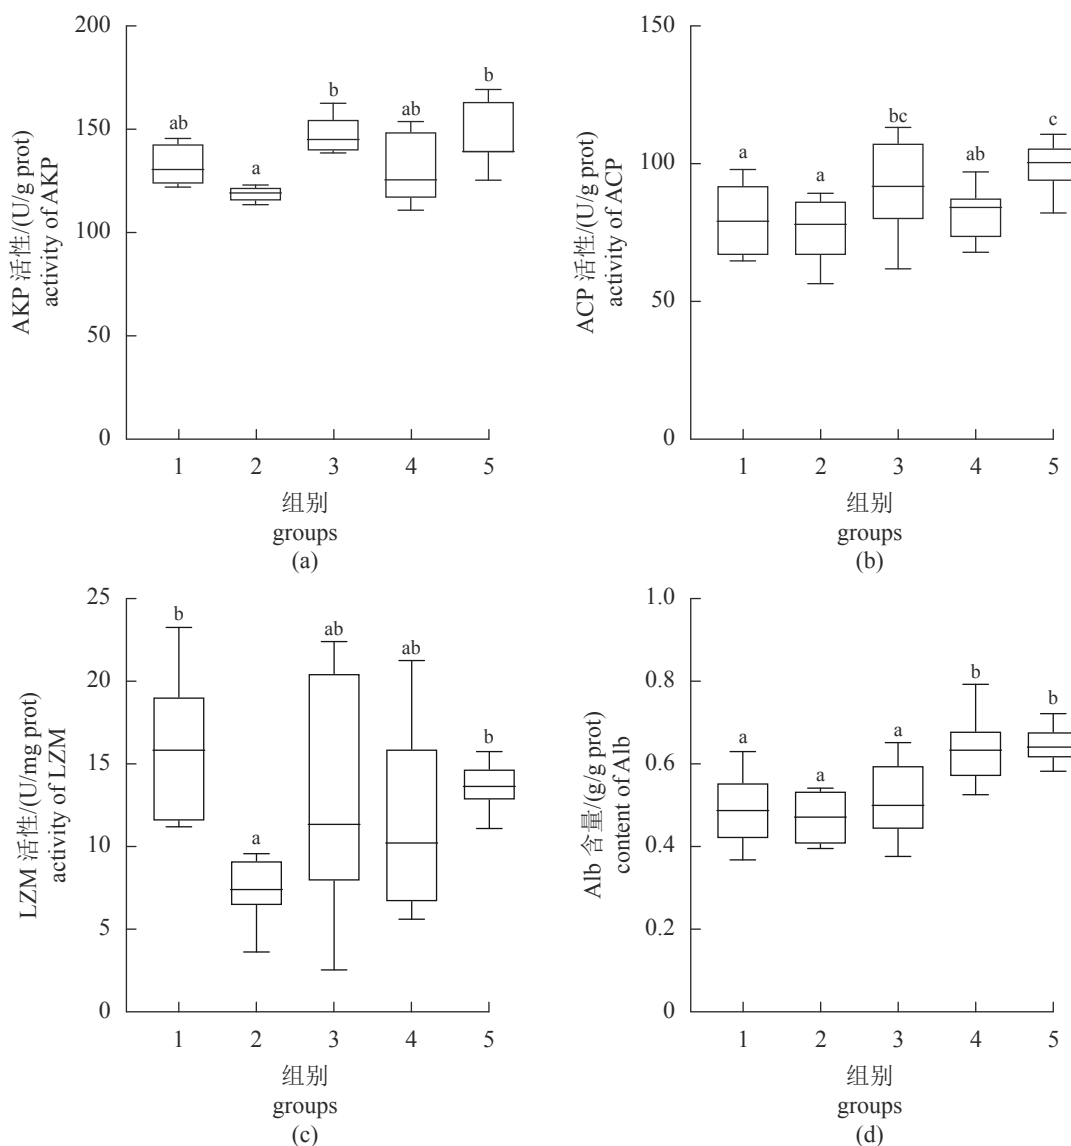 AKP 活性/(U/g prot)
activity of AKP
200
150
100
50
0
ab
a
b
ab
b
1 2 3 4 5
组别
groups
(a)
ACP 活性/(U/g prot)
activity of ACP
150
100
50
0
a
a
bc
ab
c
1 2 3 4 5
组别
groups
(b)
LZM 活性/(U/mg prot)
activity of LZM
25
20
15
10
5
0
b
a
ab
ab
b
1 2 3 4 5
组别
groups
(c)
Alb 含量/(g/g prot)
content of Alb
1.0
0.8
0.6
0.4
0.2
0
a
a
a
b
b
1 2 3 4 5
组别
groups
(d)